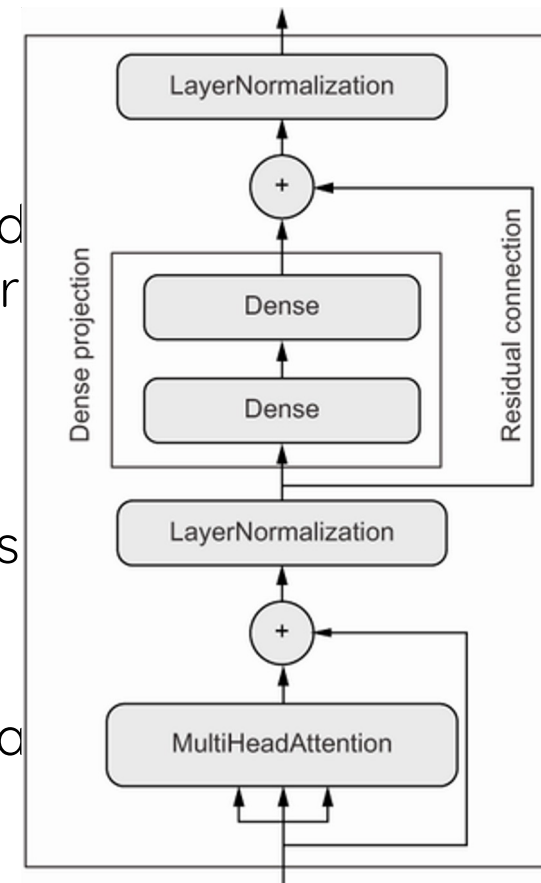 LayerNormalization
+
d
r
Dense projection
Dense
Residual connection
Dense
LayerNormalization
s
+
MultiHeadAttention